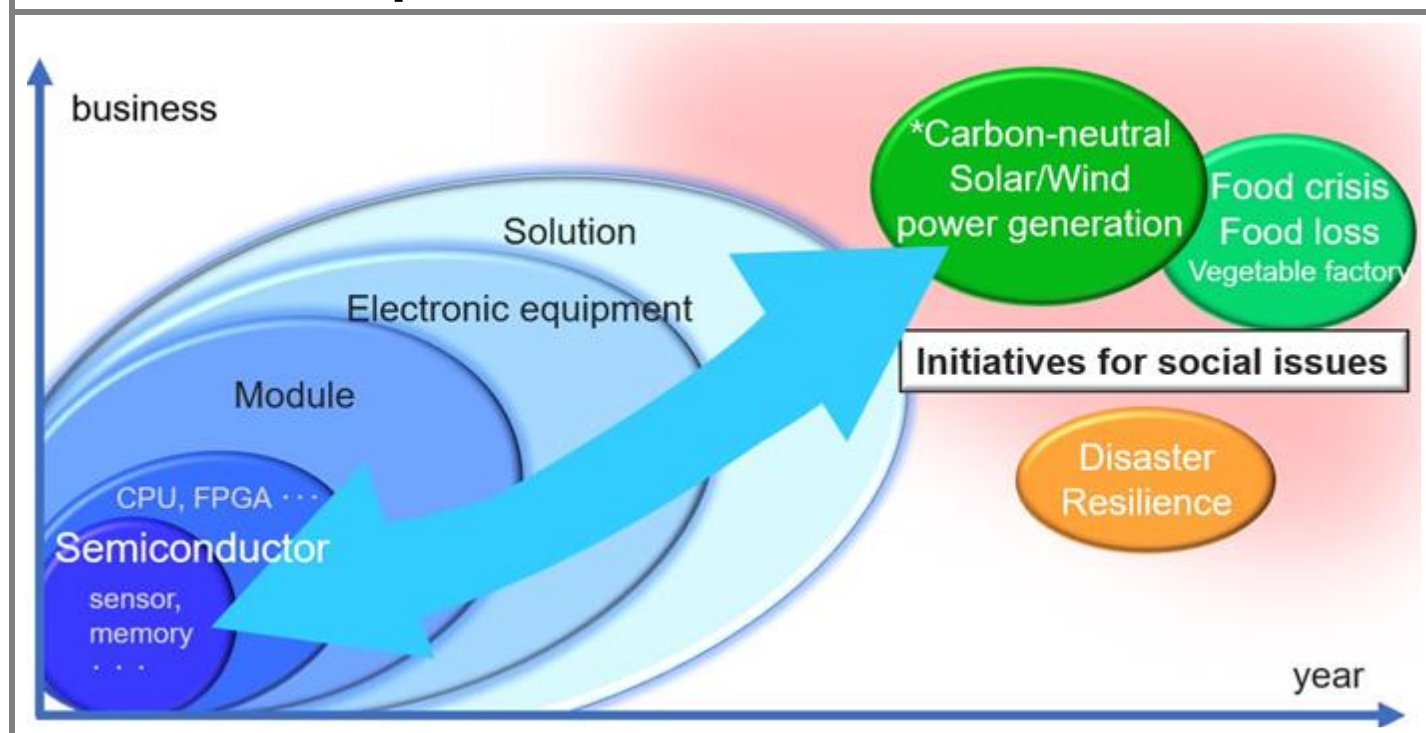 business
*Carbon-neutral
Solar/Wind
power generation
Food crisis
Food loss
Vegetable factory
Solution
Electronic equipment
Initiatives for social issues
Module
Disaster
Resilience
CPU, FPGA ···
Semiconductor
sensor,
memory
· · ·
year